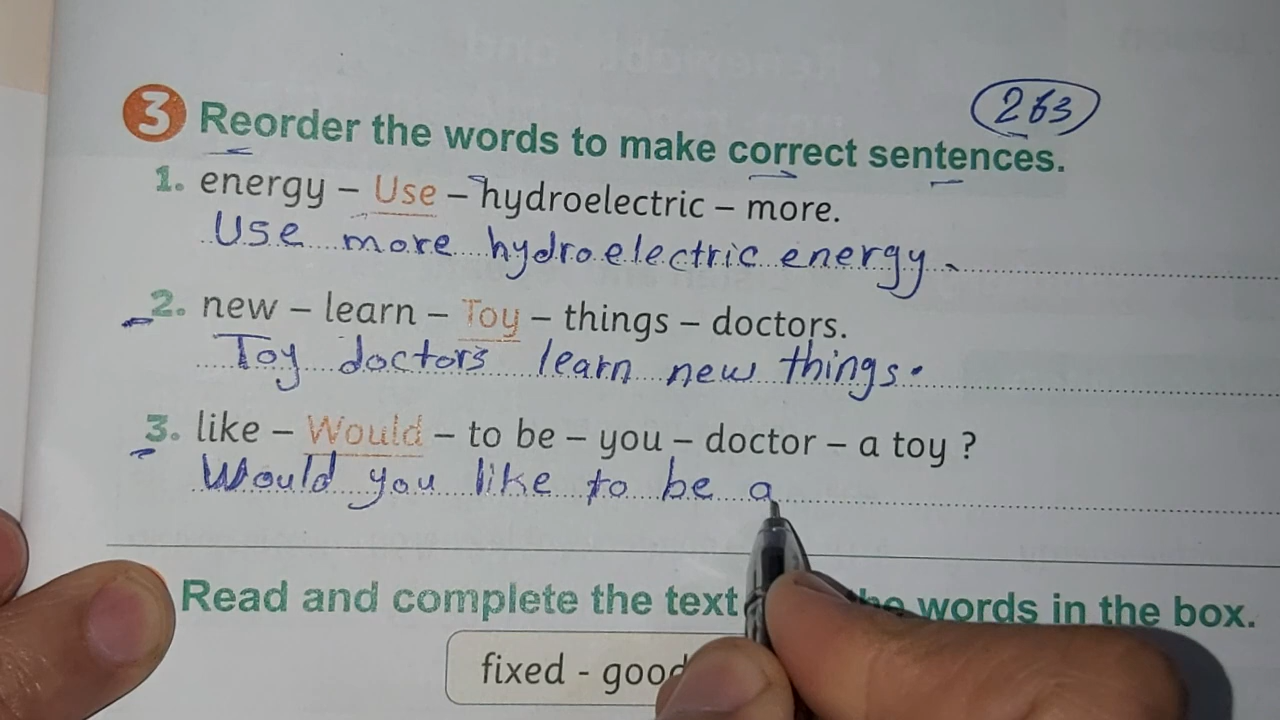 263
3 Reorder the words to make correct sentences.
1. energy – Use – hydroelectric – more.
Use more hydroelectric energy.
2. new – learn – Toy – things – doctors.
Toy doctors learn new things.
3. like – Would – to be – you – doctor – a toy ?
Would you like to be a
Read and complete the text words in the box.
fixed - good